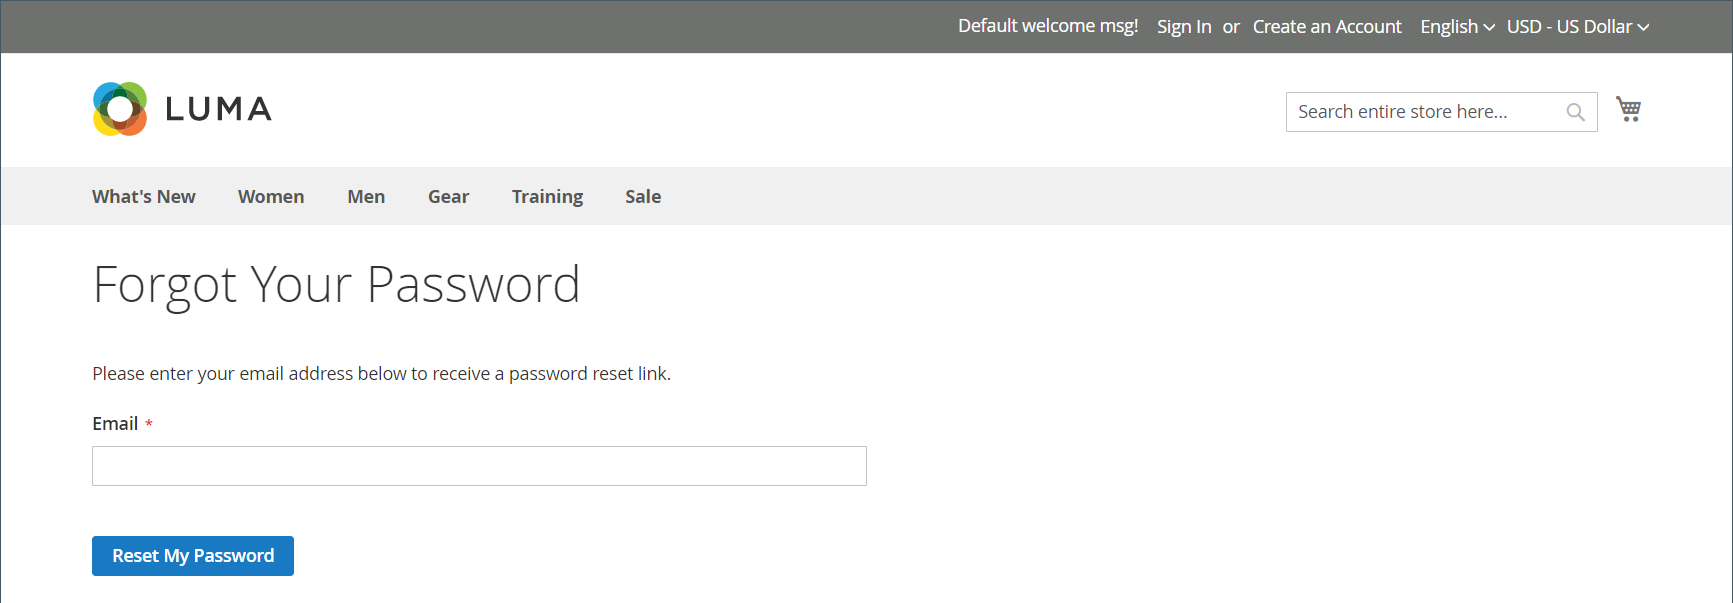 Default welcome msg! Sign In or Create an Account English USD - US Dollar
LUMA
Search entire store here...
What's New Women Men Gear Training Sale
Forgot Your Password
Please enter your email address below to receive a password reset link.
Email *
Reset My Password